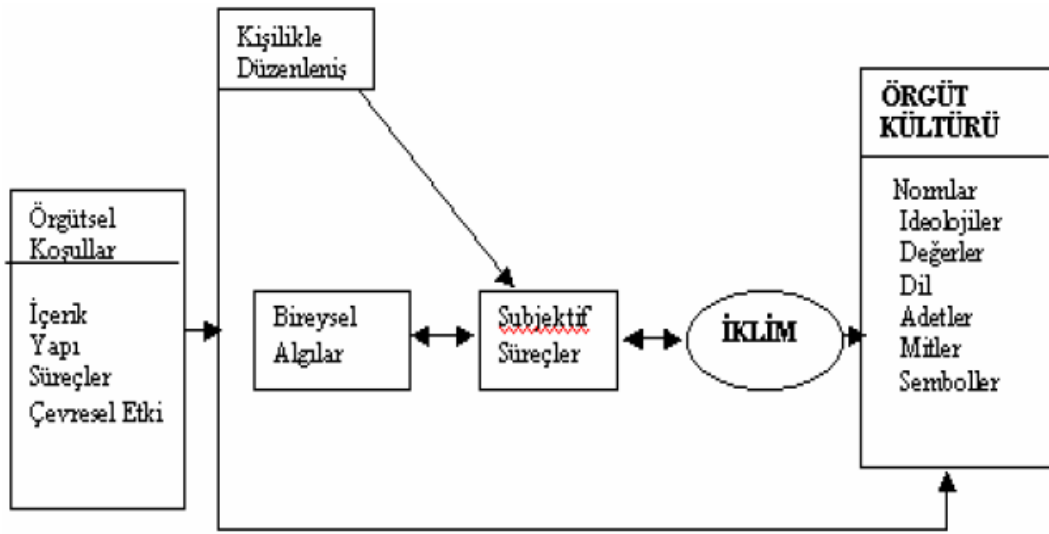 Kişilikle
Düzenleniş
Örgütsel
Koşullar
İçerik
Yapı
Süreçler
Çevresel Etki
Bireysel
Algılar
Subjektif
Süreçler
İKLİM
ÖRGÜT
KÜLTÜRÜ
Normlar
Ideolojiler
Değerler
Dil
Adetler
Mitler
Semboller